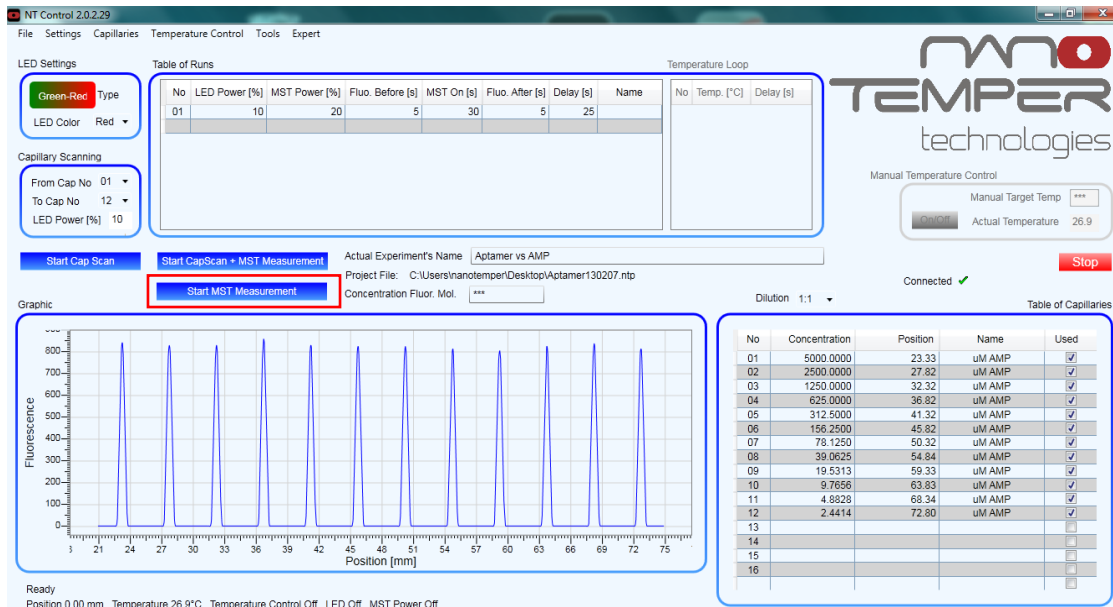 NT Control 2.0.2.29
File Settings Capillaries Temperature Control Tools Expert
NANO
TEMPER
technologies
LED Settings
Green-Red Type
LED Color Red
Capillary Scanning
From Cap No 01
To Cap No 12
LED Power [%] 10
Table of Runs
No LED Power [%] MST Power [%] Fluo. Before [s] MST On [s] Fluo. After [s] Delay [s] Name
01 10 20 5 30 5 25
Temperature Loop
No Temp. [°C] Delay [s]
Manual Temperature Control
Manual Target Temp ***
On/Off Actual Temperature 26.9
Start Cap Scan
Start CapScan + MST Measurement
Start MST Measurement
Actual Experiment's Name Aptamer vs AMP
Project File: C:\Users\nanotemper\Desktop\Aptamer130207.ntp
Concentration Fluor. Mol. ***
Stop
Connected
Dilution 1:1
Graphic
Fluorescence
800
700
600
500
400
300
200
100
0
21 24 27 30 33 36 39 42 45 48 51 54 57 60 63 66 69 72 75
Position [mm]
Table of Capillaries
No Concentration Position Name Used
01 5000.0000 23.33 uM AMP
02 2500.0000 27.82 uM AMP
03 1250.0000 32.32 uM AMP
04 625.0000 36.82 uM AMP
05 312.5000 41.32 uM AMP
06 156.2500 45.82 uM AMP
07 78.1250 50.32 uM AMP
08 39.0625 54.84 uM AMP
09 19.5313 59.33 uM AMP
10 9.7656 63.83 uM AMP
11 4.8828 68.34 uM AMP
12 2.4414 72.80 uM AMP
13
14
15
16
Ready
Position 0.00 mm Temperature 26.9°C Temperature Control Off LED Off MST Power Off